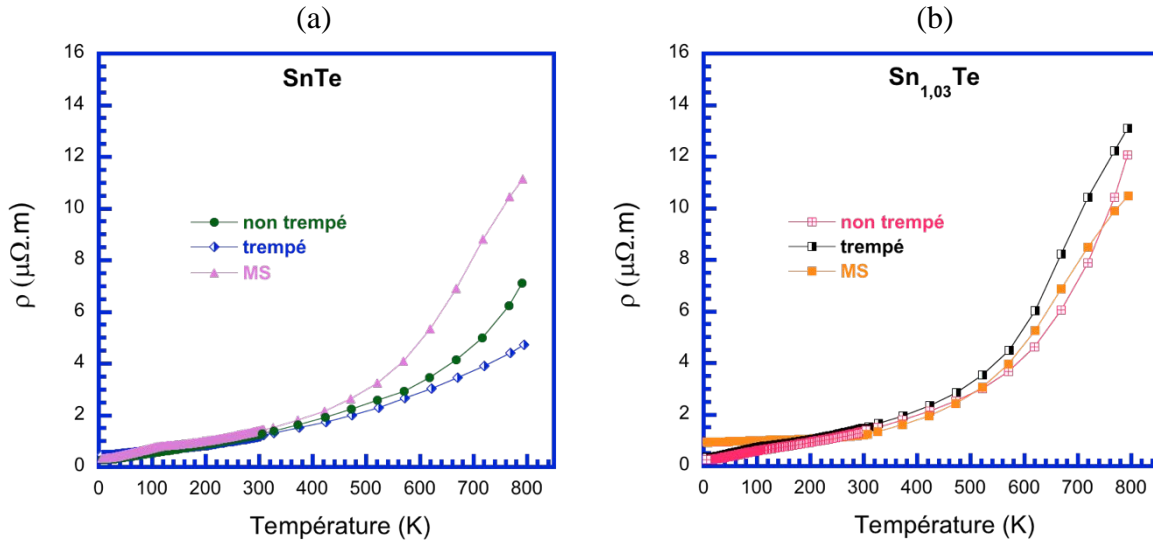 (a)
SnTe
ρ (μΩ.m)
16
14
12
10
8
6
4
2
0
non trempé
trempé
MS
0 100 200 300 400 500 600 700 800
Température (K)
(b)
Sn1,03Te
ρ (μΩ.m)
16
14
12
10
8
6
4
2
0
non trempé
trempé
MS
0 100 200 300 400 500 600 700 800
Température (K)